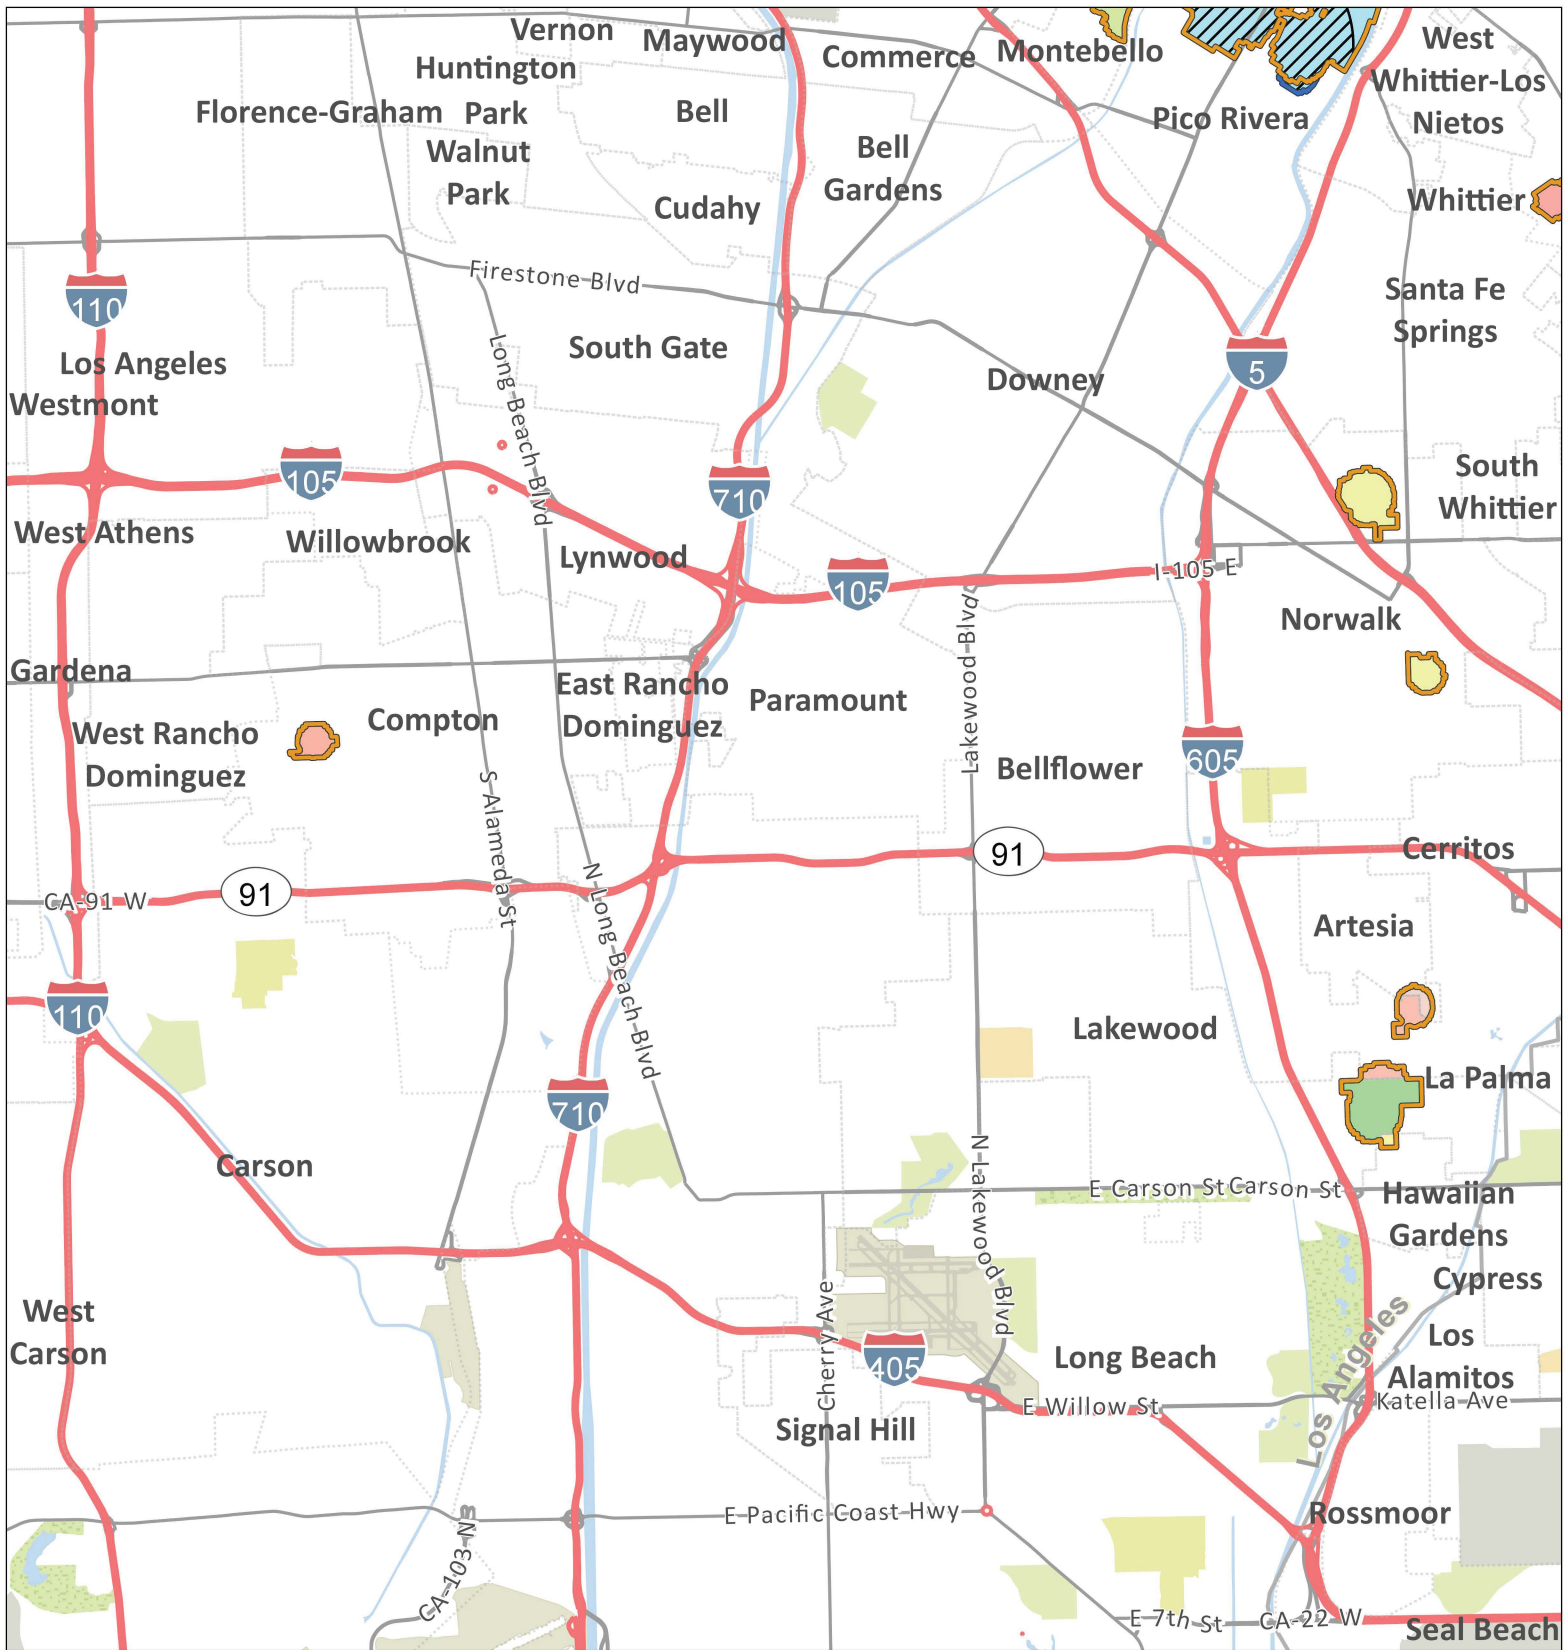 Vernon
Maywood
Commerce
Montebello
West
Whittier-Los
Nietos
Huntington
Park
Florence-Graham
Bell
Pico Rivera
Walnut
Park
Bell
Gardens
Cudahy
Whittier
Firestone Blvd
Santa Fe
Springs
110
Long Beach Blvd
South Gate
Los Angeles
5
Downey
Westmont
105
710
South
Whittier
West Athens
Willowbrook
Lynwood
105
I-105 E
Norwalk
Lakewood Blvd
Gardena
East Rancho
Dominguez
Paramount
West Rancho
Dominguez
Compton
605
Bellflower
S Alameda St
91
Cerritos
CA-91 W
91
N Long Beach Blvd
Artesia
110
Lakewood
La Palma
710
Carson
N Lakewood Blvd
E Carson St
Carson St
Hawaiian
Gardens
Cypress
West
Carson
Cherry Ave
405
Long Beach
Los Angeles
Los
Alamitos
Katella Ave
E Willow St
Signal Hill
E Pacific Coast Hwy
Rossmoor
CA-103 N
E 7th St
CA-22 W
Seal Beach